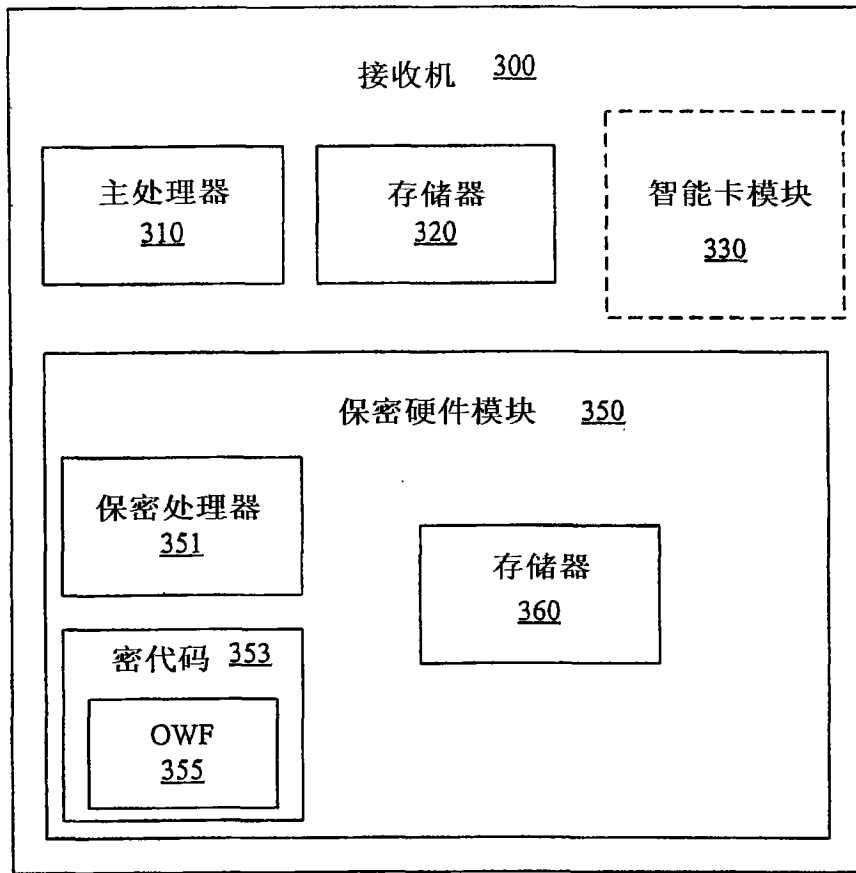 接收机 300
主处理器
310
存储器
320
智能卡模块
330
保密硬件模块 350
保密处理器
351
存储器
360
密代码 353
OWF
355